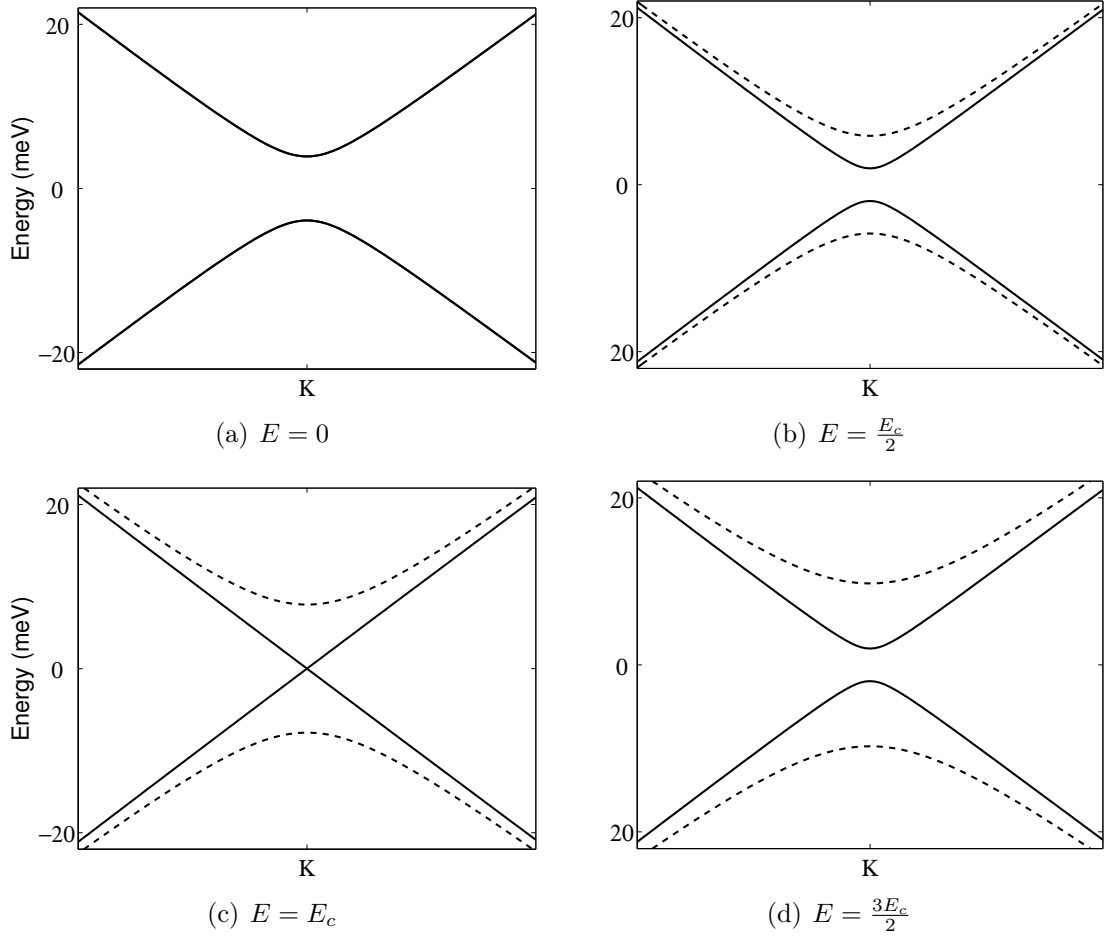 20
0
−20
Energy (meV)
K
(a) E = 0
20
0
20
K
(b) E = E_c/2
20
0
−20
Energy (meV)
K
(c) E = E_c
20
0
20
K
(d) E = 3E_c/2